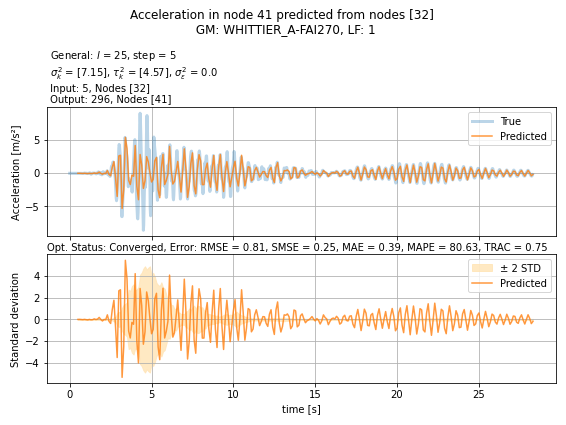 Acceleration in node 41 predicted from nodes [32]
GM: WHITTIER_A-FAI270, LF: 1
General: l = 25, step = 5
σ²ₖ = [7.15], τ²ₖ = [4.57], σ²ε = 0.0
Input: 5, Nodes [32]
Output: 296, Nodes [41]
Acceleration [m/s²]
5
0
−5
True
Predicted
Opt. Status: Converged, Error: RMSE = 0.81, SMSE = 0.25, MAE = 0.39, MAPE = 80.63, TRAC = 0.75
Standard deviation
4
2
0
−2
−4
± 2 STD
Predicted
0 5 10 15 20 25
time [s]